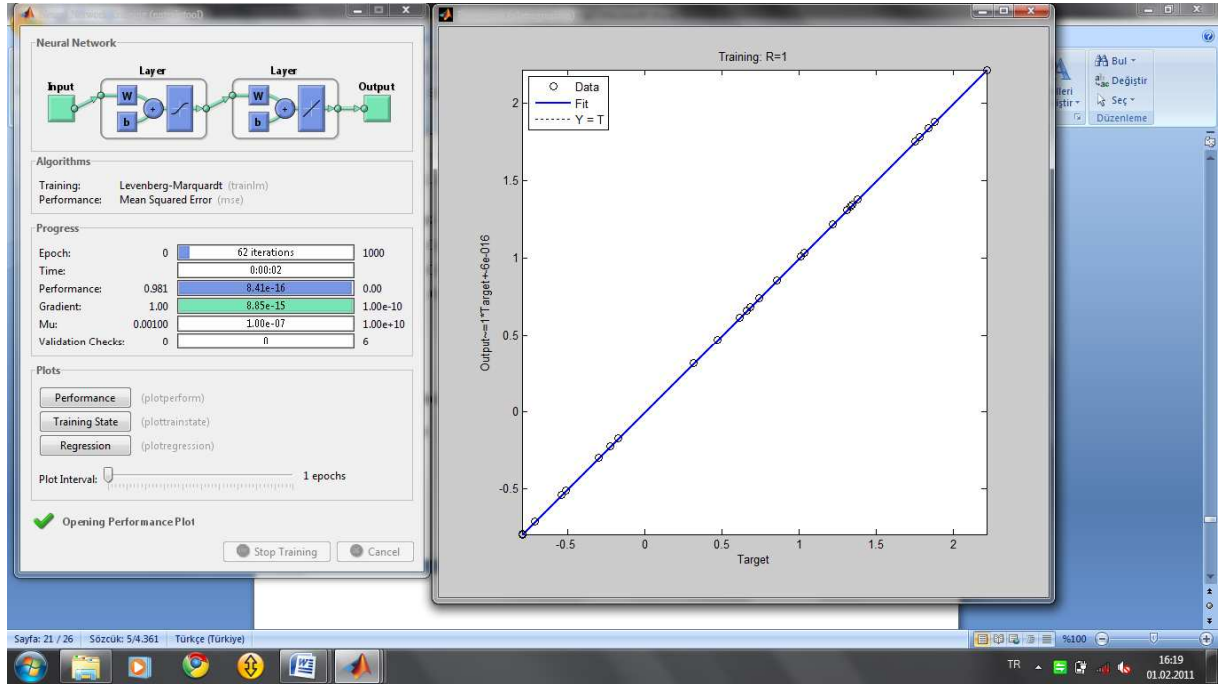 Neural Network
Layer Layer
Input Output
W W
b b
Algorithms
Training: Levenberg-Marquardt (trainlm)
Performance: Mean Squared Error (mse)
Progress
Epoch: 0 62 iterations 1000
Time: 0:00:02
Performance: 0.981 8.41e-16 0.00
Gradient: 1.00 8.85e-15 1.00e-10
Mu: 0.00100 1.00e-07 1.00e+10
Validation Checks: 0 0 6
Plots
Performance (plotperform)
Training State (plottrainstate)
Regression (plotregression)
Plot Interval: 1 epochs
Opening Performance Plot
Stop Training Cancel
Training: R=1
Data
Fit
Y = T
Output~=1*Target+-6e-016
2
1.5
1
0.5
0
-0.5
-0.5 0 0.5 1 1.5 2
Target
Bul
Değiştir
Seç
Düzenleme
Sayfa: 21 / 26 Sözcük: 5/4.361 Türkçe (Türkiye) %100
TR 16:19
01.02.2011